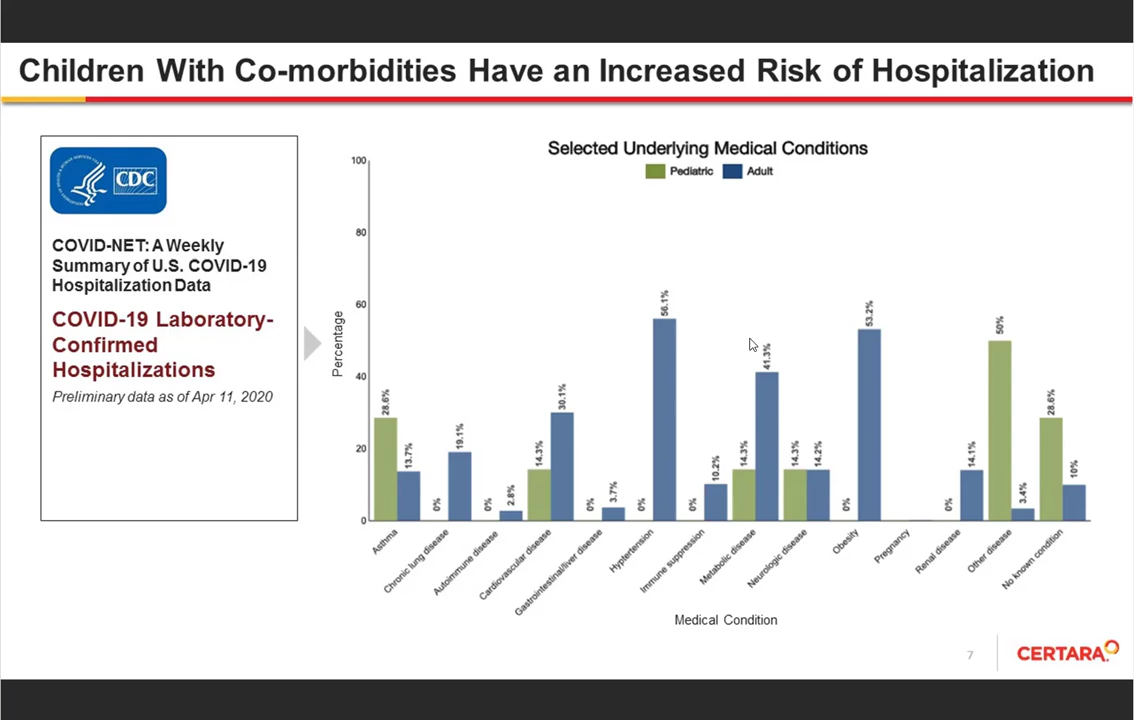 Children With Co-morbidities Have an Increased Risk of Hospitalization
CDC
COVID-NET: A Weekly
Summary of U.S. COVID-19
Hospitalization Data
COVID-19 Laboratory-
Confirmed
Hospitalizations
Preliminary data as of Apr 11, 2020
Selected Underlying Medical Conditions
Pediatric Adult
Percentage
100
80
60
40
20
0
28.6%
13.7%
0%
19.1%
0%
2.8%
14.3%
30.1%
0%
3.7%
0%
56.1%
0%
10.2%
14.3%
41.3%
14.3%
14.2%
0%
53.2%
0%
14.1%
50%
3.4%
28.6%
10%
Asthma
Chronic lung disease
Autoimmune disease
Cardiovascular disease
Gastrointestinal/liver disease
Hyptertension
Immune suppression
Metabolic disease
Neurologic disease
Obesity
Pregnancy
Renal disease
Other disease
No known condition
Medical Condition
7
CERTARA